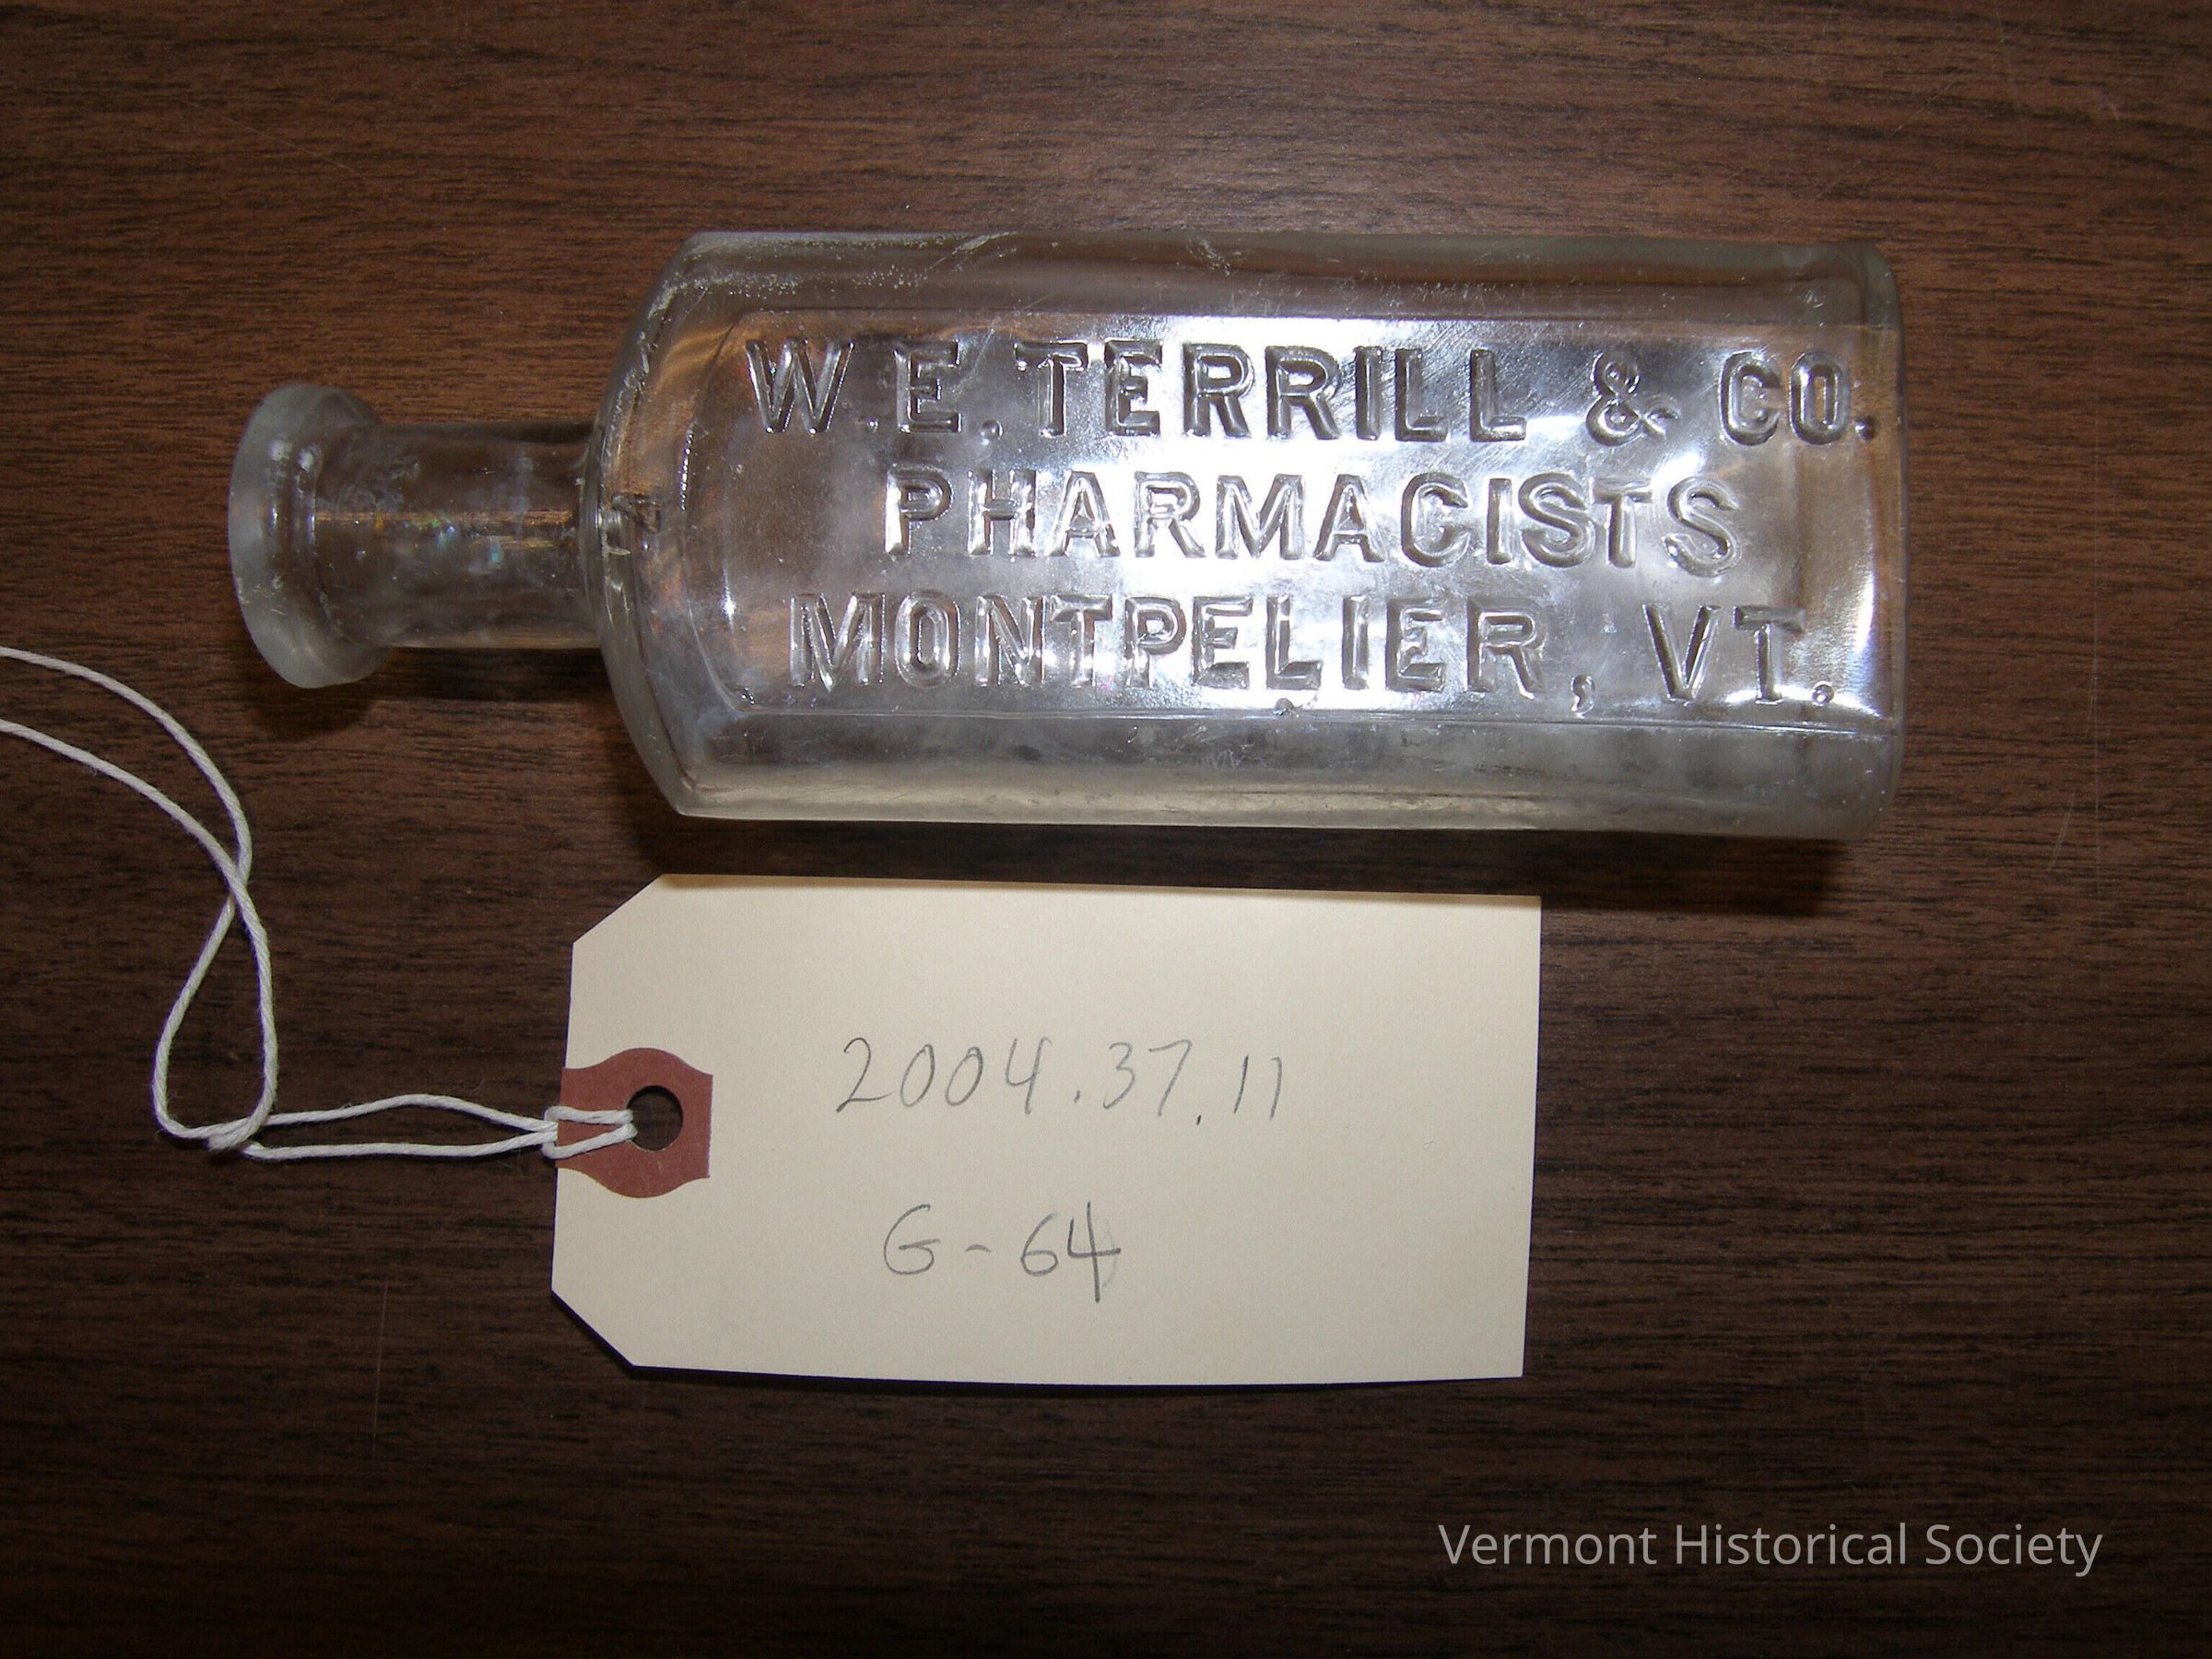 W.E. TERRILL & CO.
PHARMACISTS
MONTPELIER, VT.
2004.37.11
G-64
Vermont Historical Society